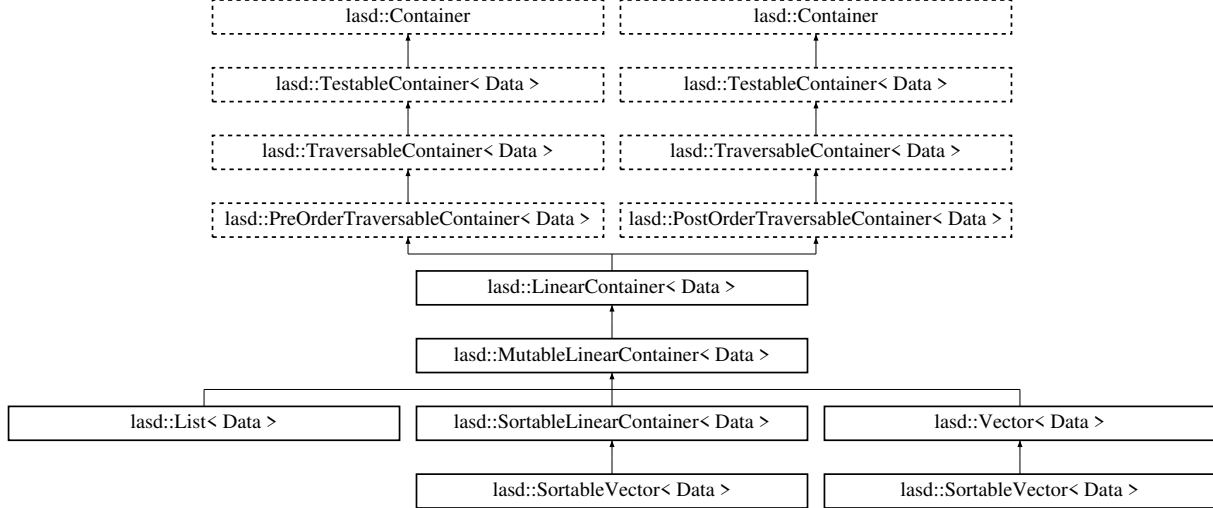 lasd::Container
lasd::Container
lasd::TestableContainer< Data >
lasd::TestableContainer< Data >
lasd::TraversableContainer< Data >
lasd::TraversableContainer< Data >
lasd::PreOrderTraversableContainer< Data >
lasd::PostOrderTraversableContainer< Data >
lasd::LinearContainer< Data >
lasd::MutableLinearContainer< Data >
lasd::List< Data >
lasd::SortableLinearContainer< Data >
lasd::Vector< Data >
lasd::SortableVector< Data >
lasd::SortableVector< Data >